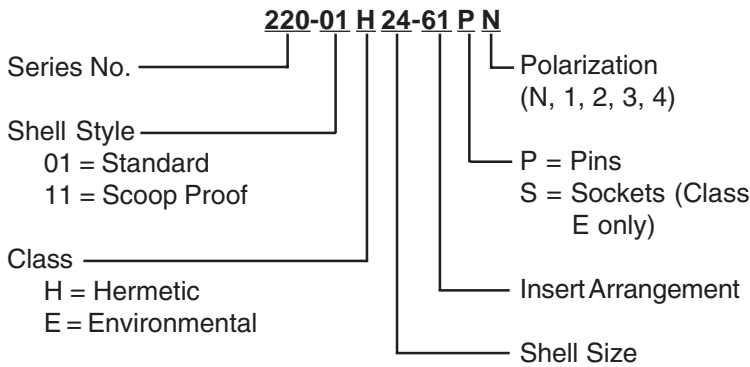 220-01 H 24-61 P N
Series No.
Shell Style
01 = Standard
11 = Scoop Proof
Class
H = Hermetic
E = Environmental
Polarization
(N, 1, 2, 3, 4)
P = Pins
S = Sockets (Class
E only)
Insert Arrangement
Shell Size